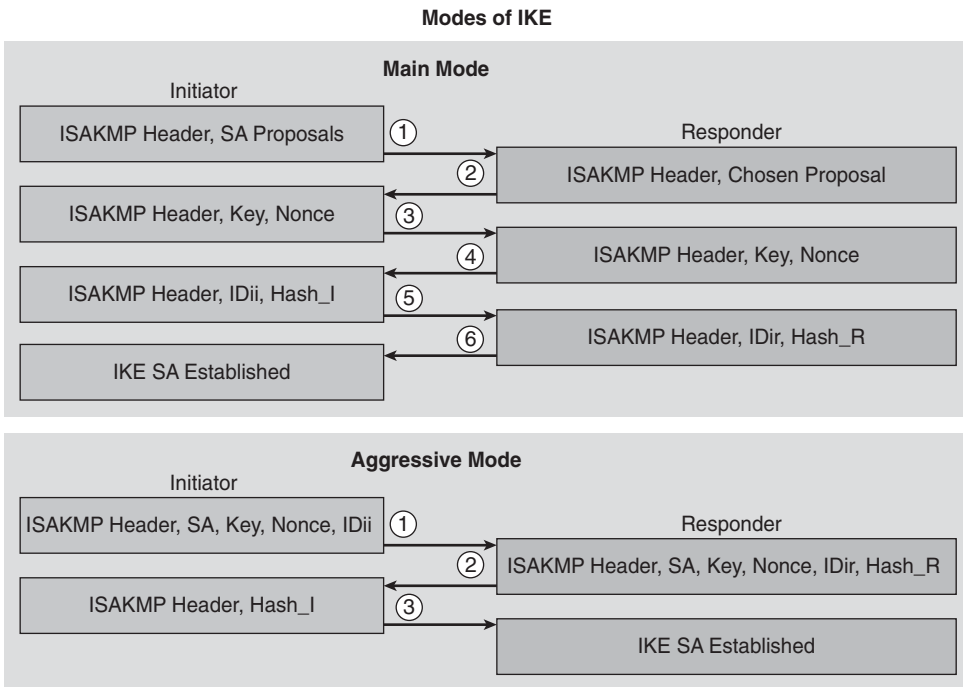 Modes of IKE
Main Mode
Initiator
ISAKMP Header, SA Proposals
1
Responder
2
ISAKMP Header, Chosen Proposal
ISAKMP Header, Key, Nonce
3
4
ISAKMP Header, Key, Nonce
ISAKMP Header, IDii, Hash_I
5
6
ISAKMP Header, IDir, Hash_R
IKE SA Established
Aggressive Mode
Initiator
ISAKMP Header, SA, Key, Nonce, IDii
1
Responder
2
ISAKMP Header, SA, Key, Nonce, IDir, Hash_R
ISAKMP Header, Hash_I
3
IKE SA Established